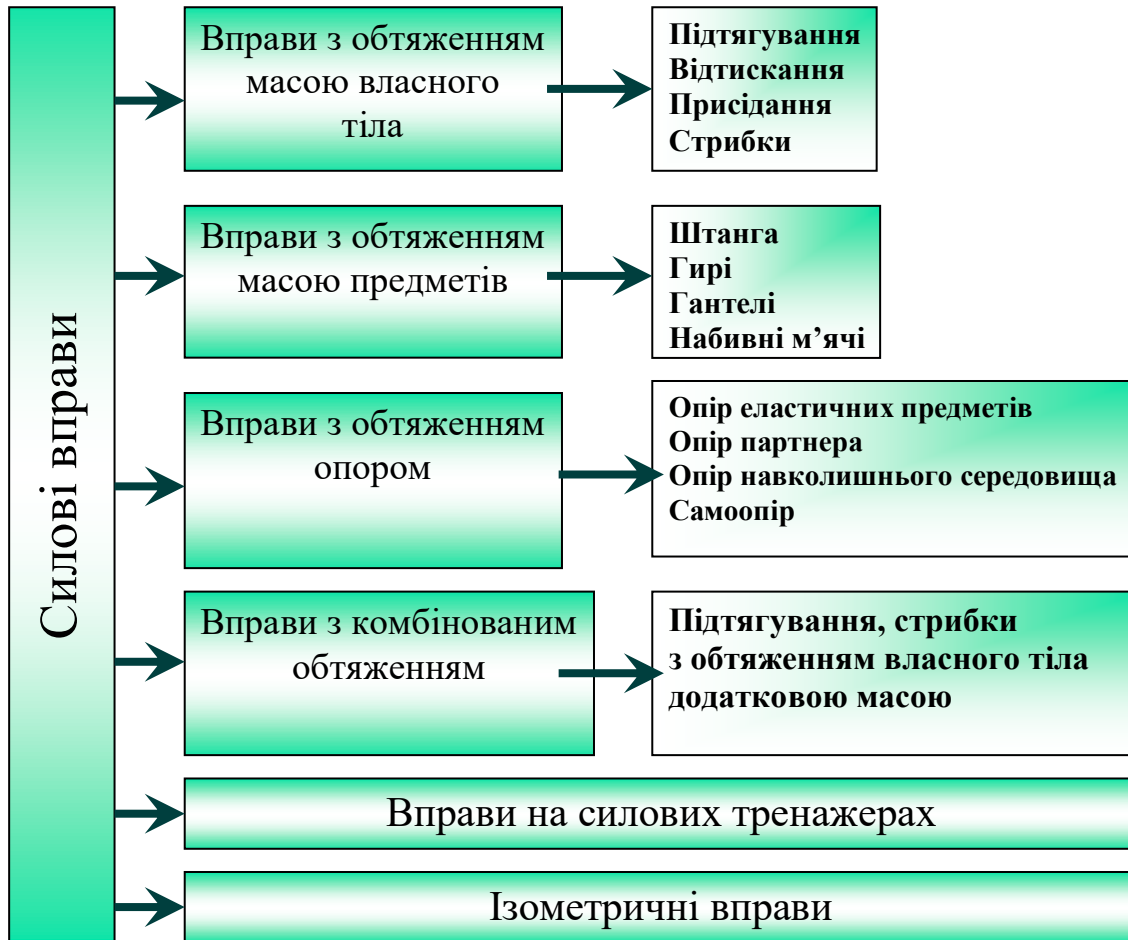 Силові вправи
Вправи з обтяженням
масою власного
тіла
Підтягування
Відтискання
Присідання
Стрибки
Вправи з обтяженням
масою предметів
Штанга
Гирі
Гантелі
Набивні м’ячі
Вправи з обтяженням
опором
Опір еластичних предметів
Опір партнера
Опір навколишнього середовища
Самоопір
Вправи з комбінованим
обтяженням
Підтягування, стрибки
з обтяженням власного тіла
додатковою масою
Вправи на силових тренажерах
Ізометричні вправи